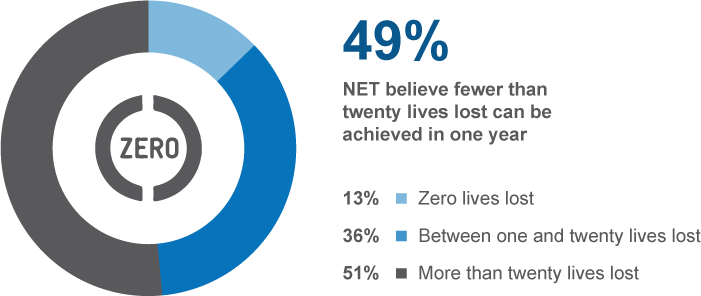 ZERO
49%
NET believe fewer than
twenty lives lost can be
achieved in one year
13% Zero lives lost
36% Between one and twenty lives lost
51% More than twenty lives lost